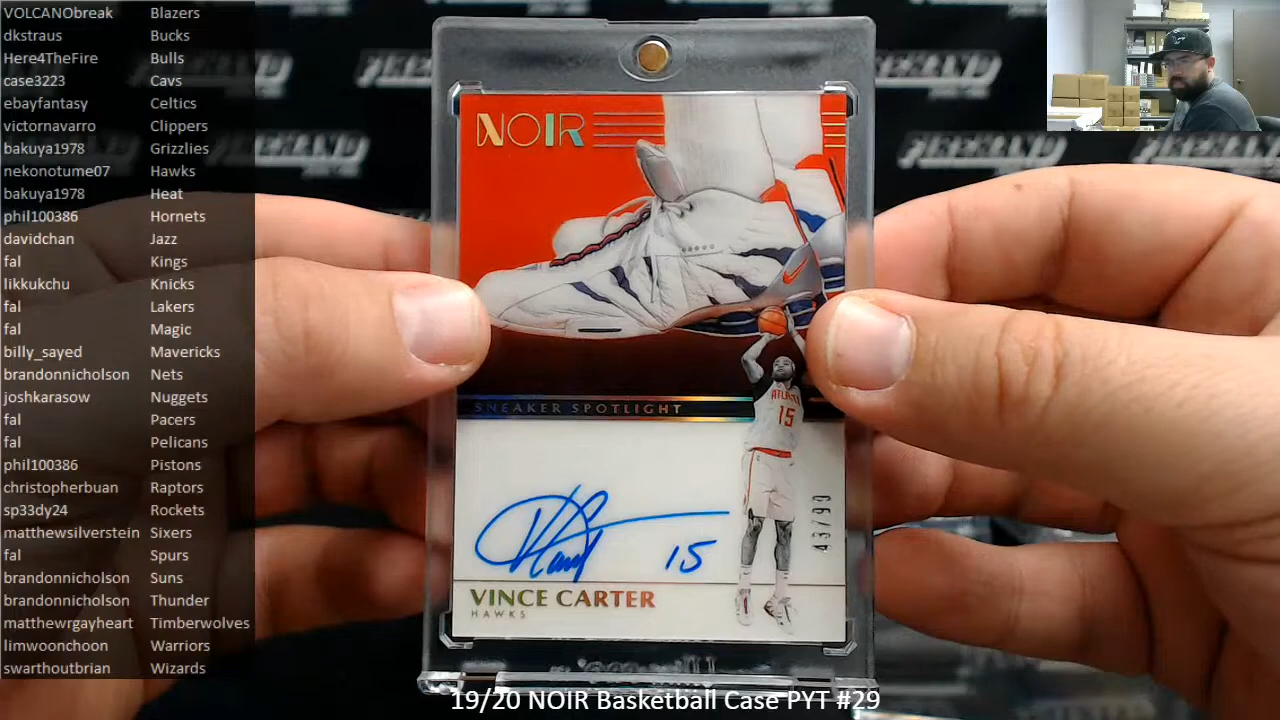 VOLCANObreak Blazers
dkstraus Bucks
Here4TheFire Bulls
case3223 Cavs
ebayfantasy Celtics
victornavarro Clippers
bakuya1978 Grizzlies
nekonotume07 Hawks
bakuya1978 Heat
phil100386 Hornets
davidchan Jazz
fal Kings
likkukchu Knicks
fal Lakers
fal Magic
billy_sayed Mavericks
brandonnicholson Nets
joshkarasow Nuggets
fal Pacers
fal Pelicans
phil100386 Pistons
christopherbuan Raptors
sp33dy24 Rockets
matthewsilverstein Sixers
fal Spurs
brandonnicholson Suns
brandonnicholson Thunder
matthewrgayheart Timberwolves
limwoonchoon Warriors
swarthoutbrian Wizards
NOIR
SNEAKER SPOTLIGHT
ATLANTA
15
15
43/99
VINCE CARTER
HAWKS
19/20 NOIR Basketball Case PYT #29